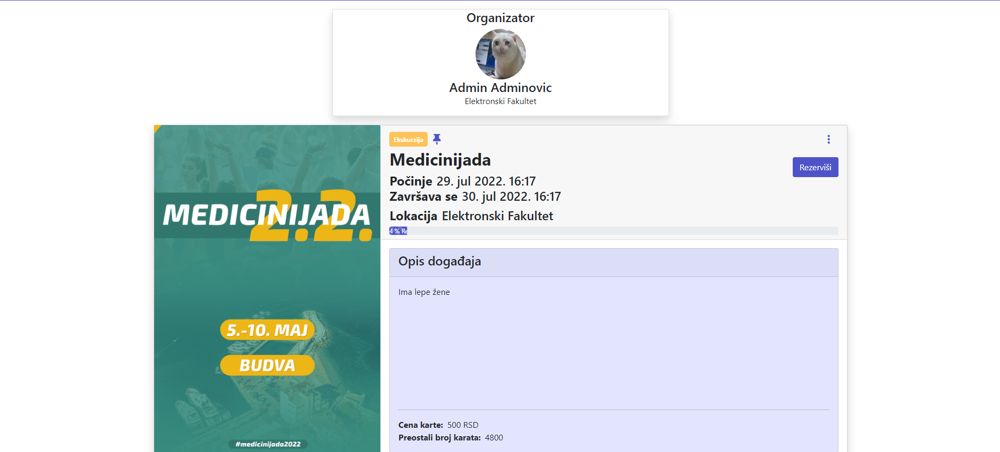 Organizator
Admin Adminovic
Elektronski Fakultet
MEDICINIJADA
2.2.
5.-10. MAJ
BUDVA
#medicinijada2022
Ekskurzija
Medicinijada
Rezerviši
Počinje 29. jul 2022. 16:17
Završava se 30. jul 2022. 16:17
Lokacija Elektronski Fakultet
4 % Re
Opis događaja
Ima lepe žene
Cena karte: 500 RSD
Preostali broj karata: 4800